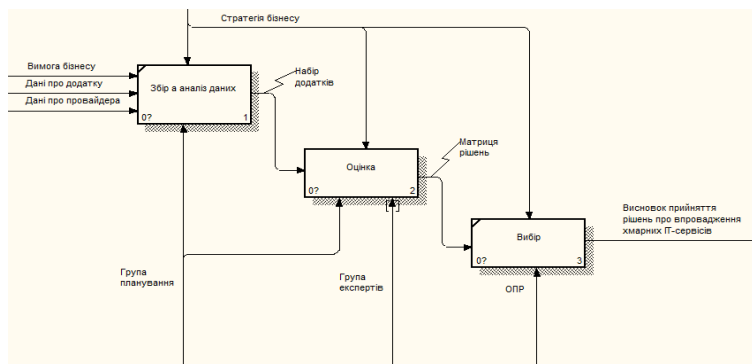 Стратегія бізнесу
Вимога бізнесу
Дані про додатку
Дані про провайдера
Збір а аналіз даних
0? 1
Набір
додатків
Оцінка
0? 2
Матриця
рішень
Вибір
0? 3
Висновок прийняття
рішень про впровадження
хмарних ІТ-сервісів
Група
планування
Група
експертів
ОПР